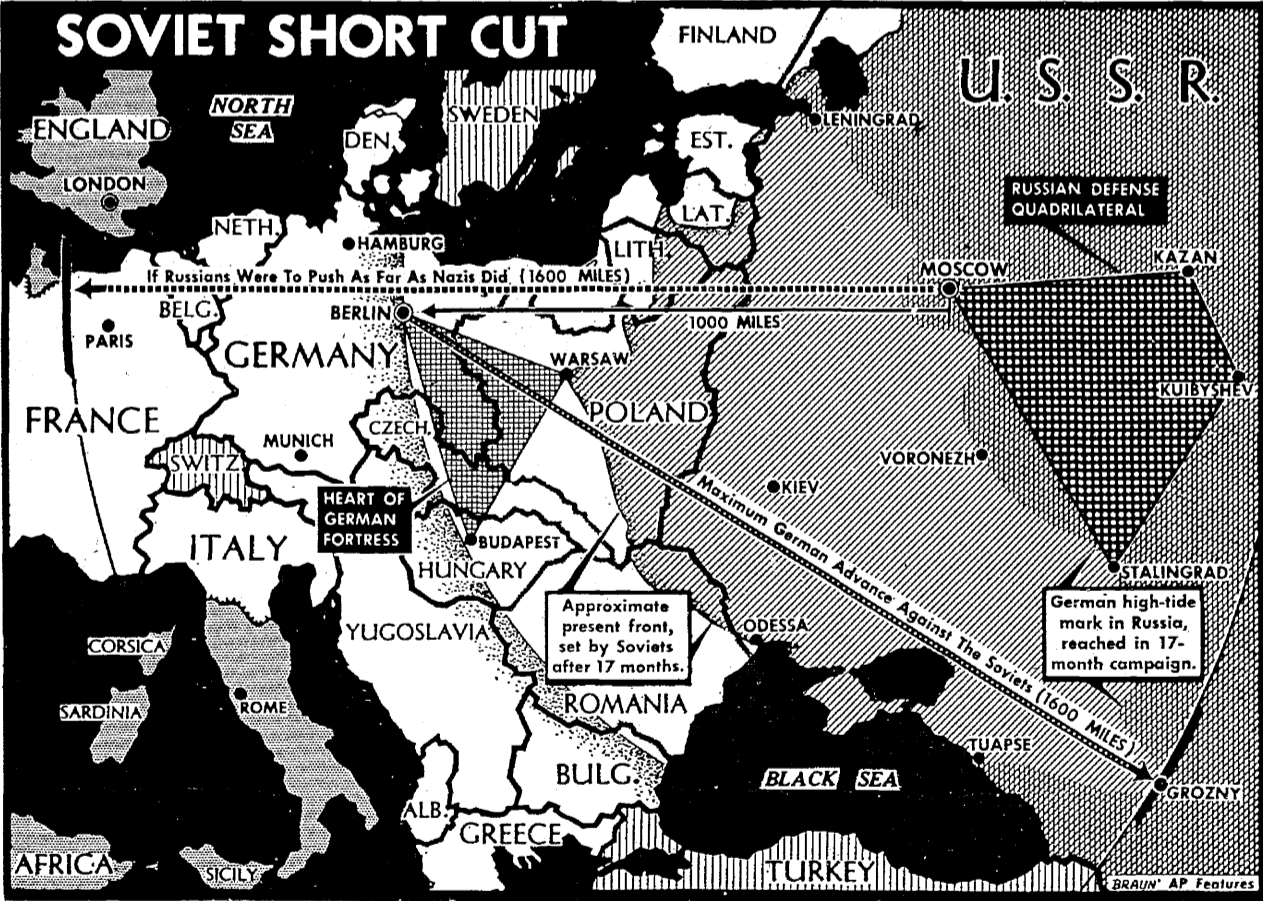 SOVIET SHORT CUT
FINLAND
U. S. S. R.
NORTH
SEA
SWEDEN
ENGLAND
DEN.
LENINGRAD
EST.
LONDON
RUSSIAN DEFENSE
QUADRILATERAL
LAT.
NETH.
HAMBURG
LITH.
KAZAN
MOSCOW
If Russians Were To Push As Far As Nazis Did (1600 MILES)
BELG.
BERLIN
1000 MILES
PARIS
GERMANY
WARSAW
KUIBYSHEV
FRANCE
POLAND
CZECH.
MUNICH
SWITZ.
VORONEZH
KIEV
Maximum German Advance Against The Soviets (1600 MILES)
HEART OF
GERMAN
FORTRESS
ITALY
BUDAPEST
HUNGARY
STALINGRAD
Approximate
present front,
set by Soviets
after 17 months.
German high-tide
mark in Russia,
reached in 17-
month campaign.
YUGOSLAVIA
ODESSA
CORSICA
ROMANIA
SARDINIA
ROME
TUAPSE
BULG.
BLACK SEA
GROZNY
ALB.
GREECE
AFRICA
SICILY
TURKEY
'BRAUN' AP Features